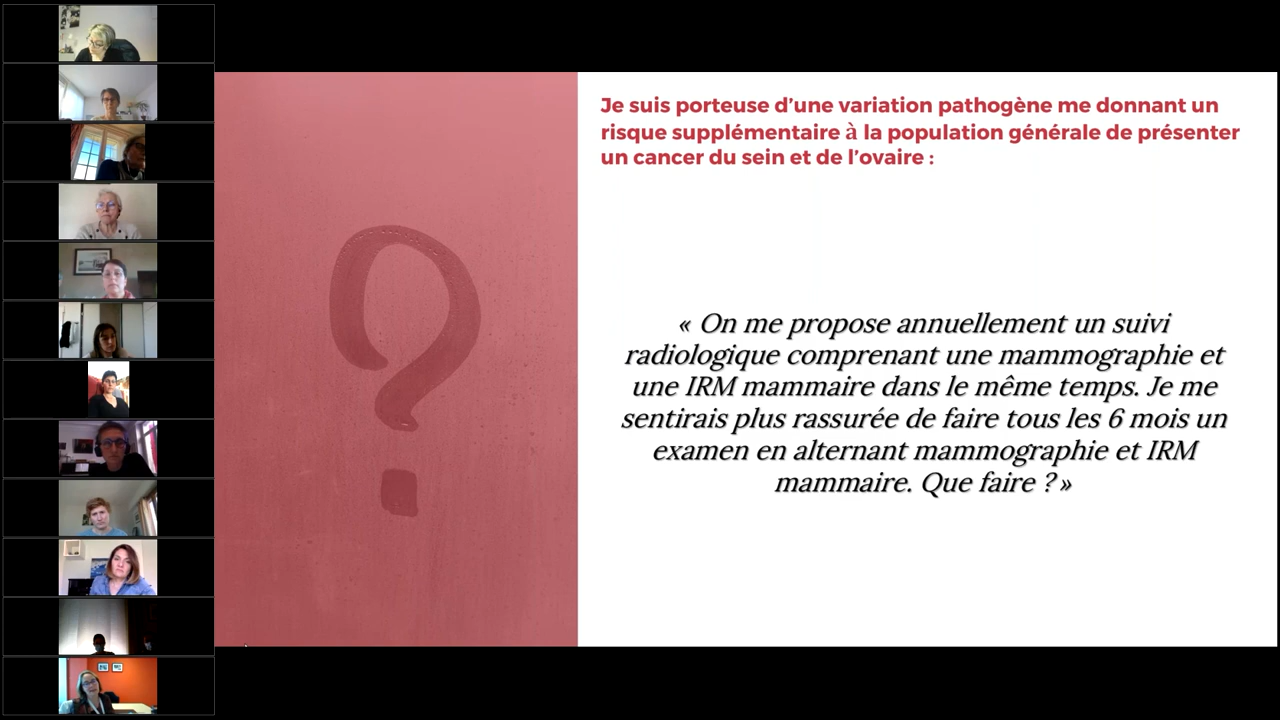 Je suis porteuse d’une variation pathogène me donnant un
risque supplémentaire à la population générale de présenter
un cancer du sein et de l’ovaire :
« On me propose annuellement un suivi
radiologique comprenant une mammographie et
une IRM mammaire dans le même temps. Je me
sentirais plus rassurée de faire tous les 6 mois un
examen en alternant mammographie et IRM
mammaire. Que faire ? »
?